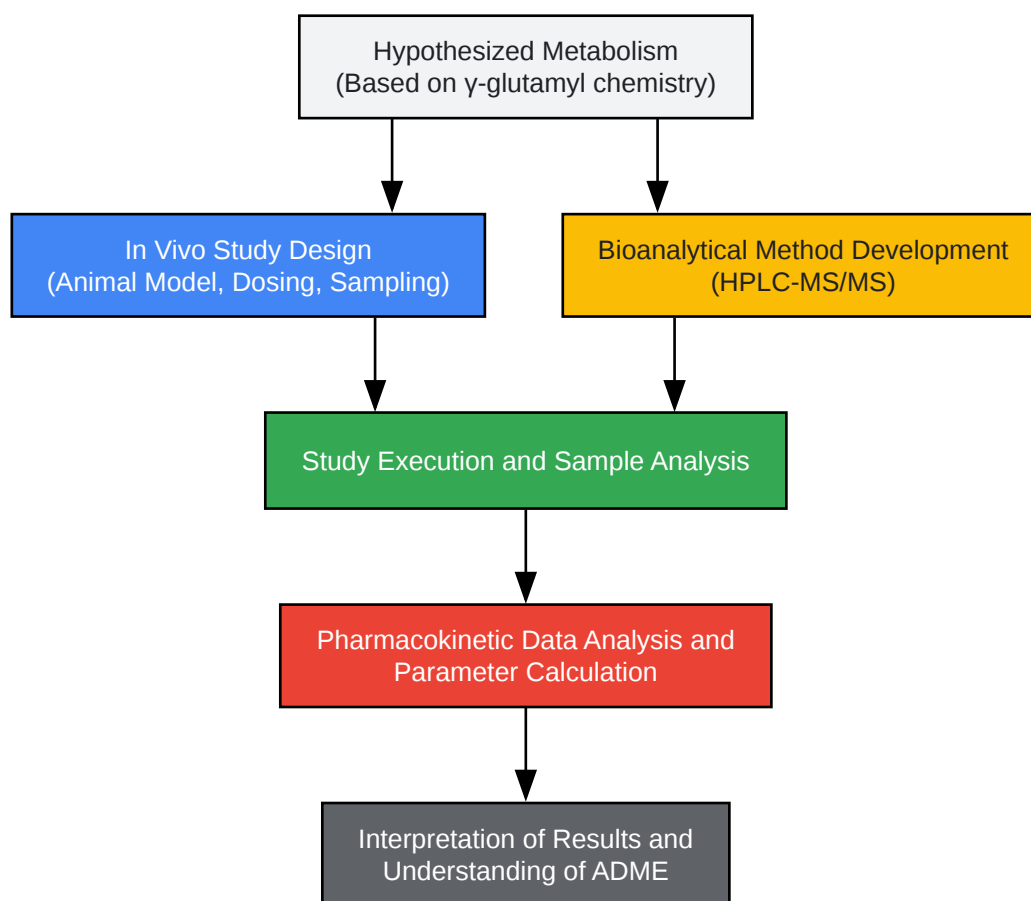 Hypothesized Metabolism
(Based on γ-glutamyl chemistry)
In Vivo Study Design
(Animal Model, Dosing, Sampling)
Bioanalytical Method Development
(HPLC-MS/MS)
Study Execution and Sample Analysis
Pharmacokinetic Data Analysis and
Parameter Calculation
Interpretation of Results and
Understanding of ADME